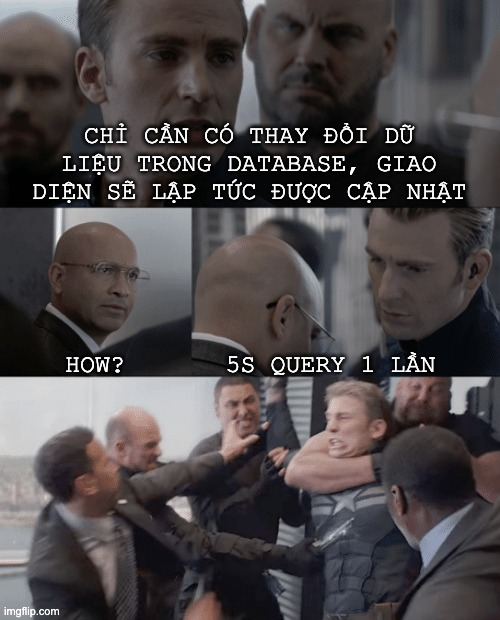 CHỈ CẦN CÓ THAY ĐỔI DỮ
LIỆU TRONG DATABASE, GIAO
DIỆN SẼ LẬP TỨC ĐƯỢC CẬP NHẬT
HOW?
5S QUERY 1 LẦN
imgflip.com